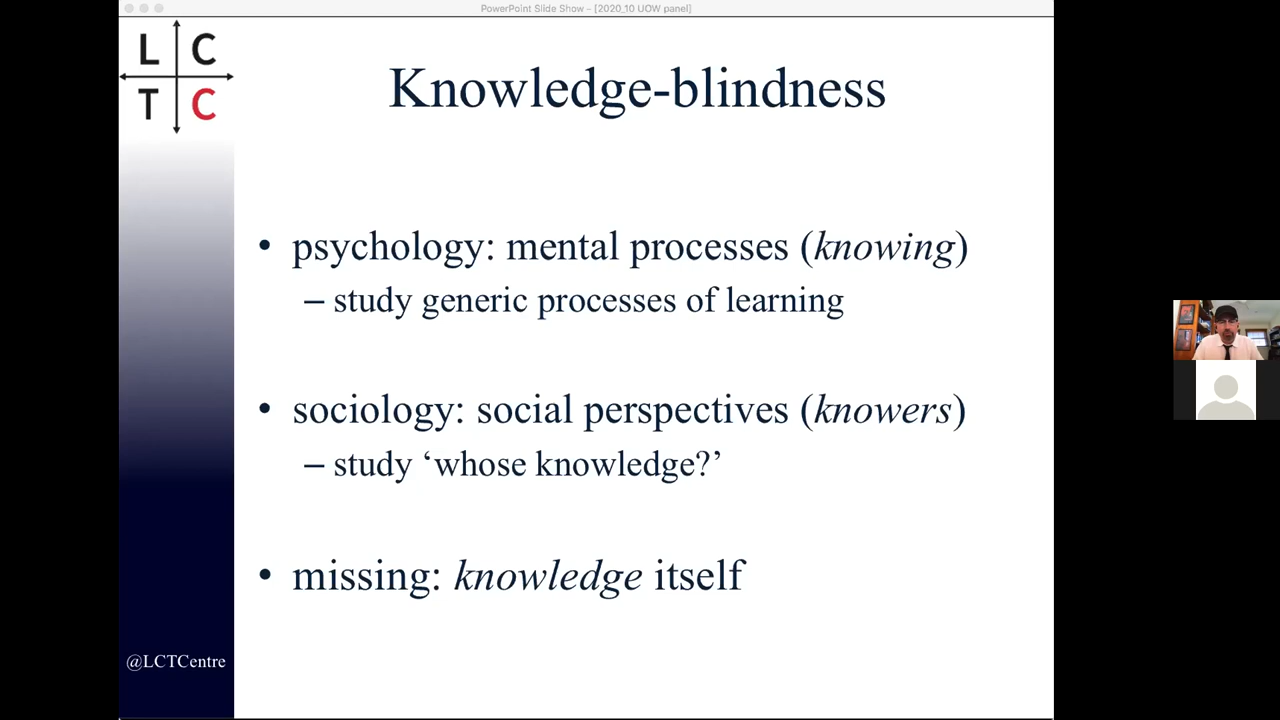 PowerPoint Slide Show - [2020_10 UOW panel]
L C
T C
Knowledge-blindness
• psychology: mental processes (knowing)
– study generic processes of learning
• sociology: social perspectives (knowers)
– study ‘whose knowledge?’
• missing: knowledge itself
@LCTCentre